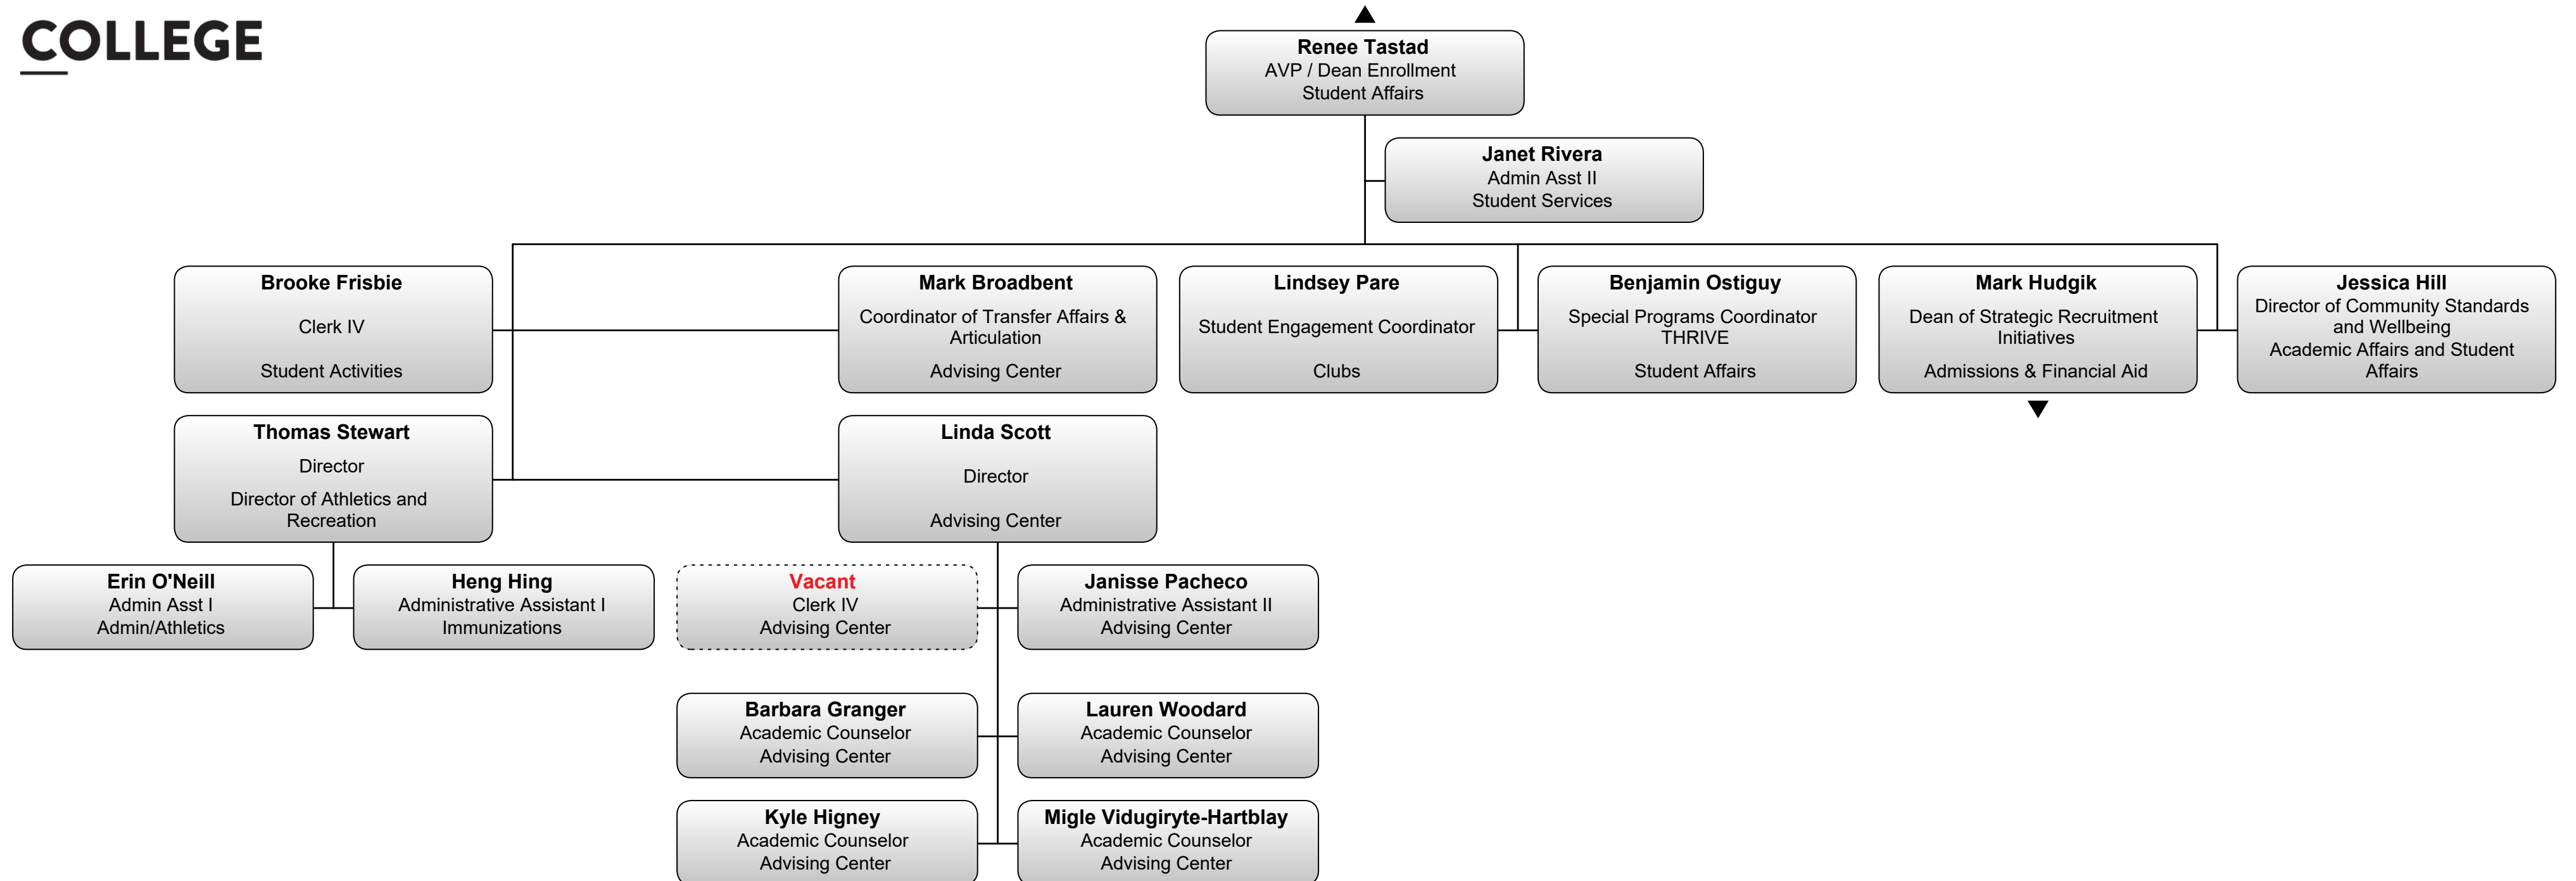 COLLEGE
Renee Tastad
AVP / Dean Enrollment
Student Affairs
Janet Rivera
Admin Asst II
Student Services
Brooke Frisbie
Clerk IV
Student Activities
Mark Broadbent
Coordinator of Transfer Affairs &
Articulation
Advising Center
Lindsey Pare
Student Engagement Coordinator
Clubs
Benjamin Ostiguy
Special Programs Coordinator
THRIVE
Student Affairs
Mark Hudgik
Dean of Strategic Recruitment
Initiatives
Admissions & Financial Aid
Jessica Hill
Director of Community Standards
and Wellbeing
Academic Affairs and Student
Affairs
Thomas Stewart
Director
Director of Athletics and
Recreation
Linda Scott
Director
Advising Center
Erin O'Neill
Admin Asst I
Admin/Athletics
Heng Hing
Administrative Assistant I
Immunizations
Vacant
Clerk IV
Advising Center
Janisse Pacheco
Administrative Assistant II
Advising Center
Barbara Granger
Academic Counselor
Advising Center
Lauren Woodard
Academic Counselor
Advising Center
Kyle Higney
Academic Counselor
Advising Center
Migle Vidugiryte-Hartblay
Academic Counselor
Advising Center